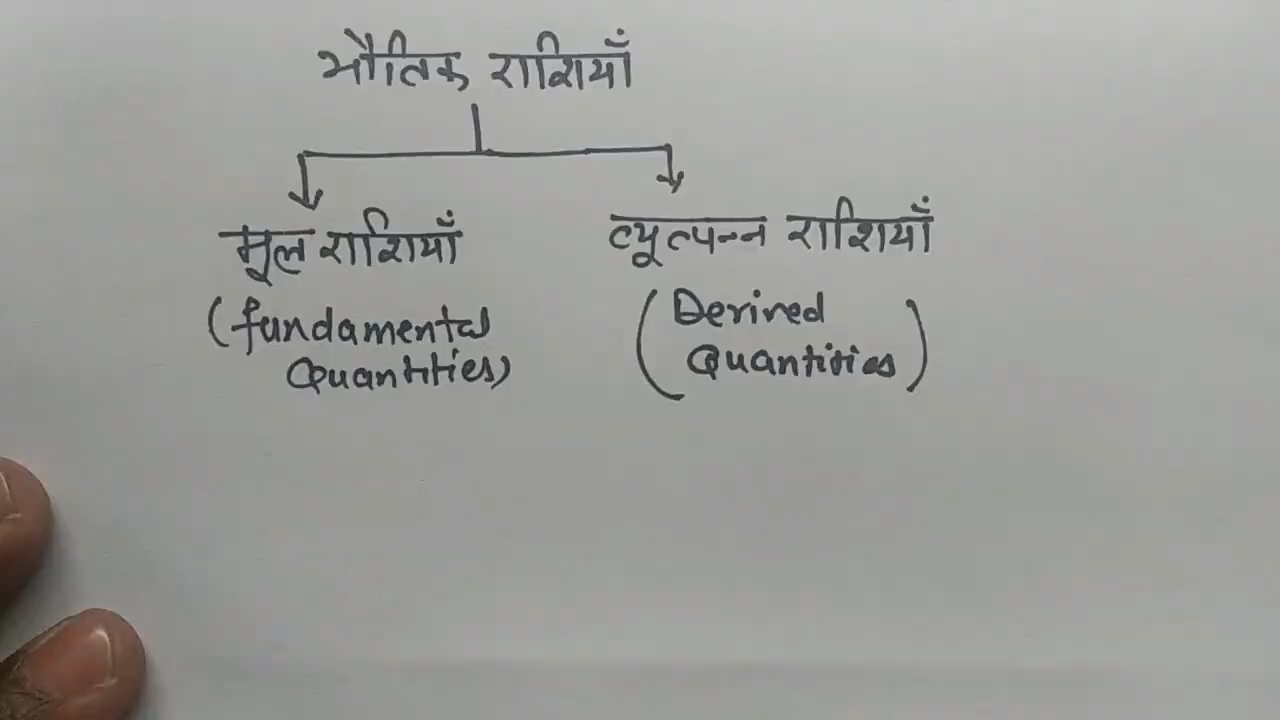 भौतिक राशियाँ
मूल राशियाँ
(fundamental
Quantities)
व्यूत्पन्न राशियाँ
(Derived
Quantities)